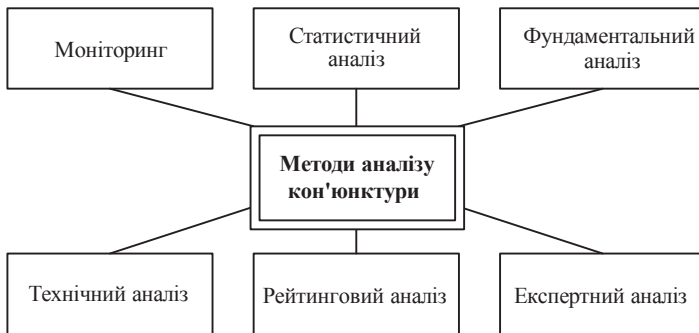 Моніторинг
Статистичний
аналіз
Фундаментальний
аналіз
Методи аналізу
кон'юнктури
Технічний аналіз
Рейтинговий аналіз
Експертний аналіз